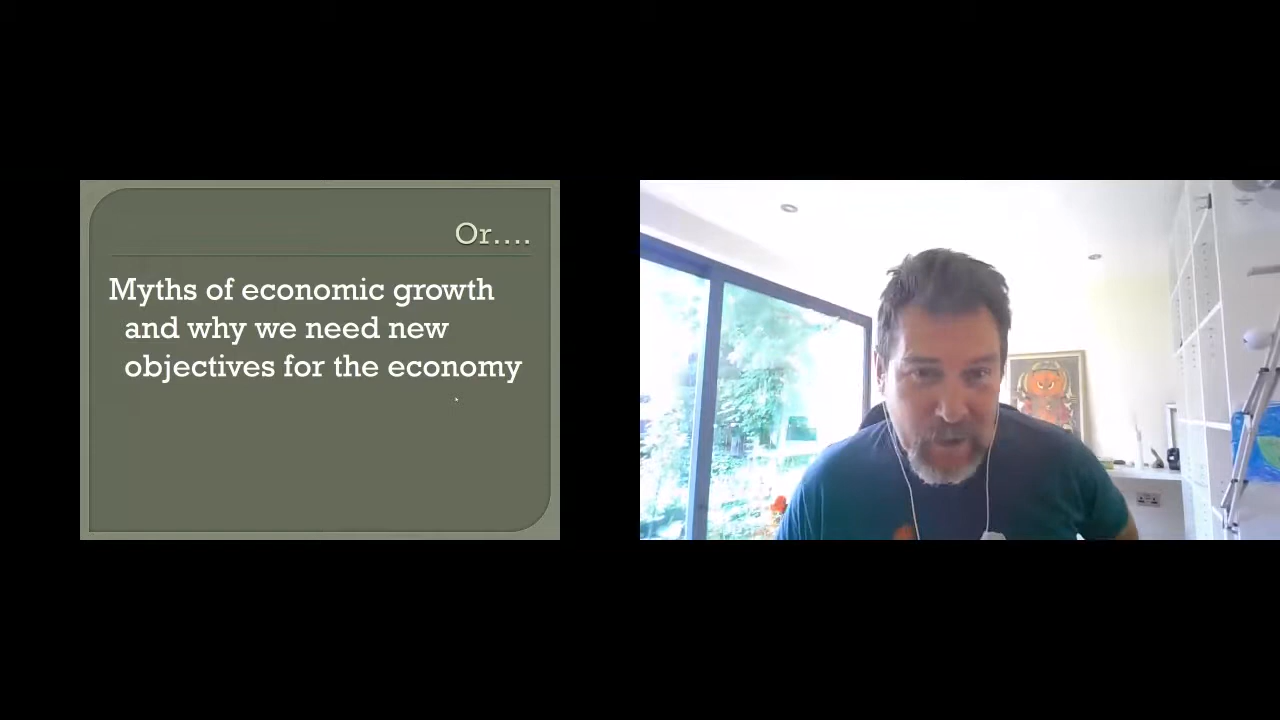 Or....
Myths of economic growth
and why we need new
objectives for the economy